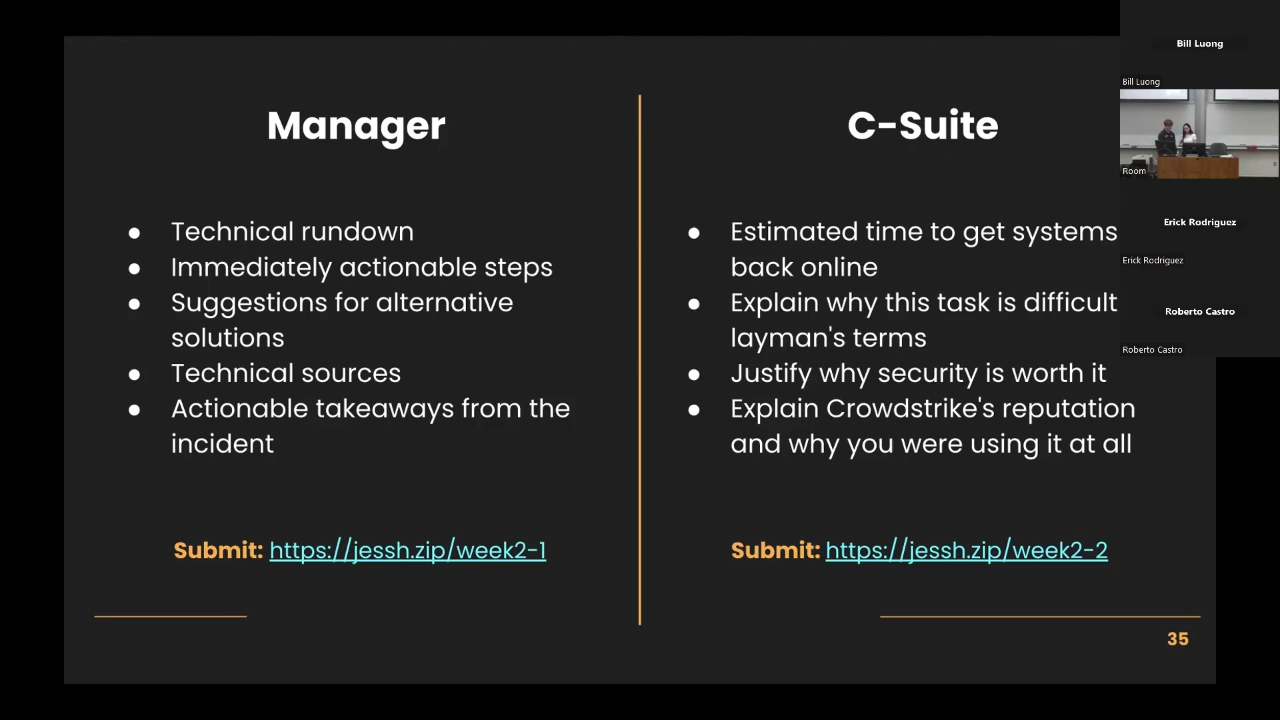 Manager
Technical rundown
Immediately actionable steps
Suggestions for alternative
solutions
Technical sources
Actionable takeaways from the
incident
Submit: https://jessh.zip/week2-1
C-Suite
Estimated time to get systems
back online
Explain why this task is difficult
layman's terms
Justify why security is worth it
Explain Crowdstrike's reputation
and why you were using it at all
Submit: https://jessh.zip/week2-2
35
Bill Luong
Bill Luong
Room
Erick Rodriguez
Erick Rodriguez
Roberto Castro
Roberto Castro